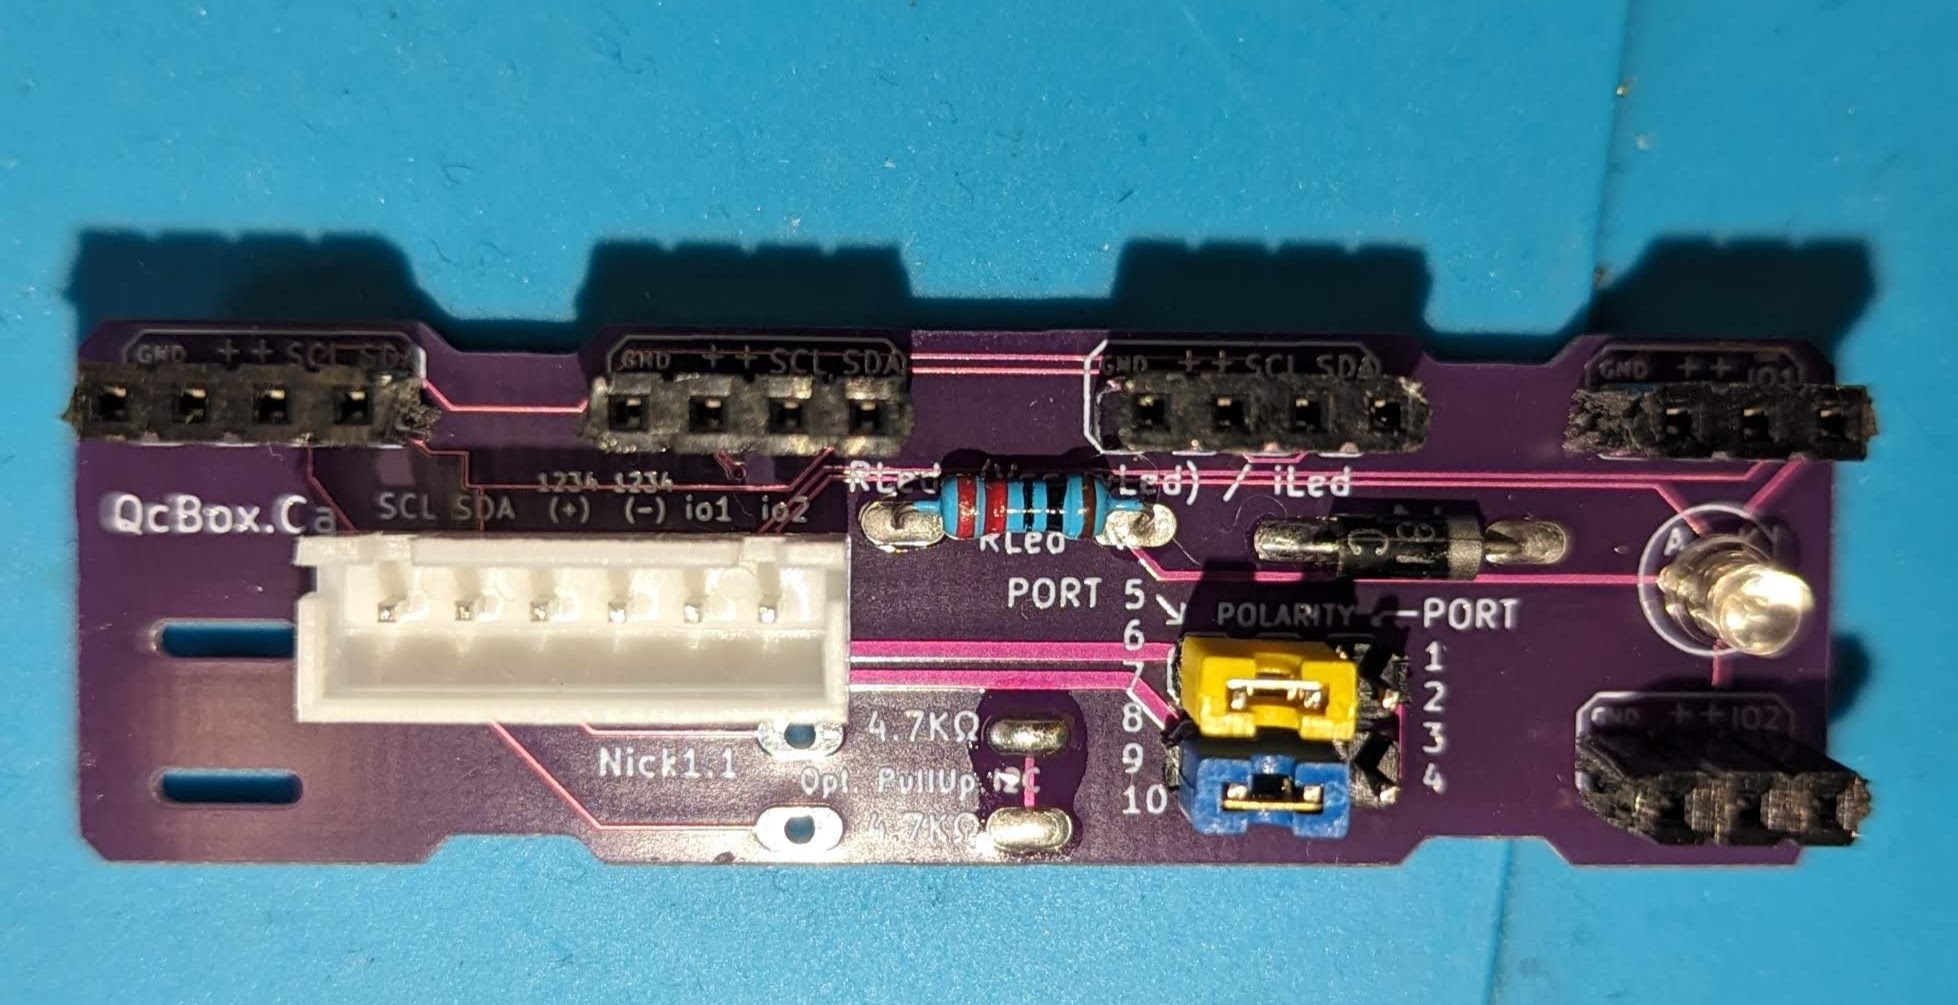 GND ++ SCL SD
GND ++ SCL SDA
GND ++ SCL SDA
GND ++ IO1
QcBox.Ca
1234 1234
SCL SDA (+) (-) io1 io2
RLed Led) / iLed
RLed
PORT 5
6
7
8
9
10
POLARITY
-PORT
1
2
3
4
GND ++ IO2
4.7KΩ
Nick1.1
Opt. PullUp I2C
4.7KΩ